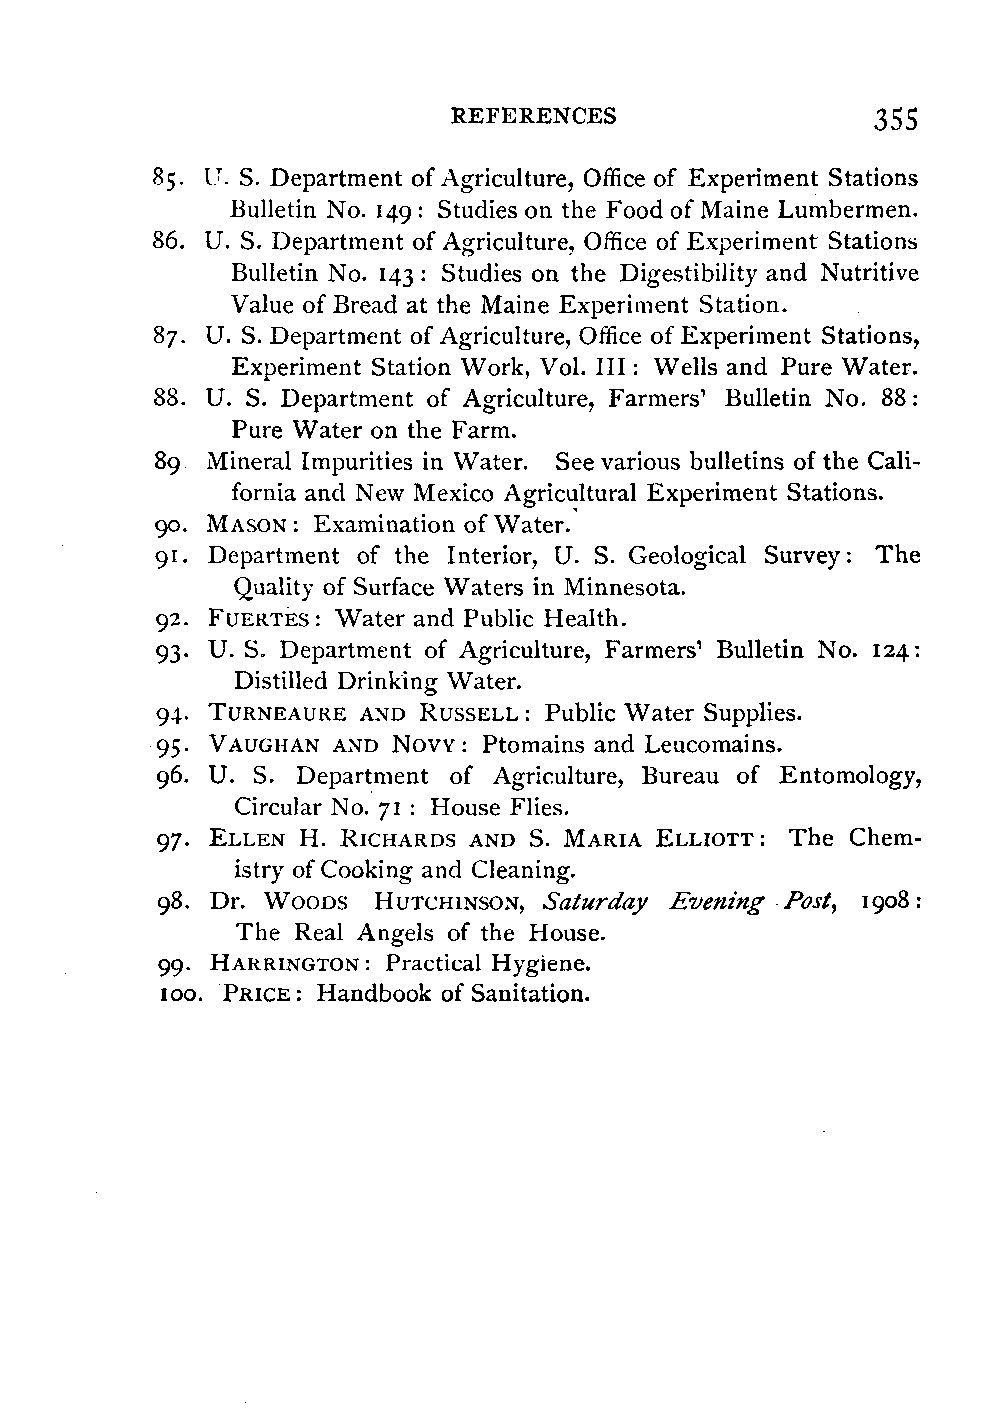 REFERENCES 355
85. U. S. Department of Agriculture, Office of Experiment Stations
Bulletin No. 149: Studies on the Food of Maine Lumbermen.
86. U. S. Department of Agriculture, Office of Experiment Stations
Bulletin No. 143: Studies on the Digestibility and Nutritive
Value of Bread at the Maine Experiment Station.
87. U. S. Department of Agriculture, Office of Experiment Stations,
Experiment Station Work, Vol. III: Wells and Pure Water.
88. U. S. Department of Agriculture, Farmers' Bulletin No. 88:
Pure Water on the Farm.
89 Mineral Impurities in Water. See various bulletins of the Cali-
fornia and New Mexico Agricultural Experiment Stations.
90. MASON: Examination of Water.
91. Department of the Interior, U. S. Geological Survey: The
Quality of Surface Waters in Minnesota.
92. FUERTES: Water and Public Health.
93. U. S. Department of Agriculture, Farmers' Bulletin No. 124:
Distilled Drinking Water.
94. TURNEAURE AND RUSSELL: Public Water Supplies.
95. VAUGHAN AND NOVY: Ptomains and Leucomains.
96. U. S. Department of Agriculture, Bureau of Entomology,
Circular No. 71: House Flies.
97. ELLEN H. RICHARDS AND S. MARIA ELLIOTT: The Chem-
istry of Cooking and Cleaning.
98. Dr. WOODS HUTCHINSON, Saturday Evening Post, 1908:
The Real Angels of the House.
99. HARRINGTON: Practical Hygiene.
100. PRICE: Handbook of Sanitation.